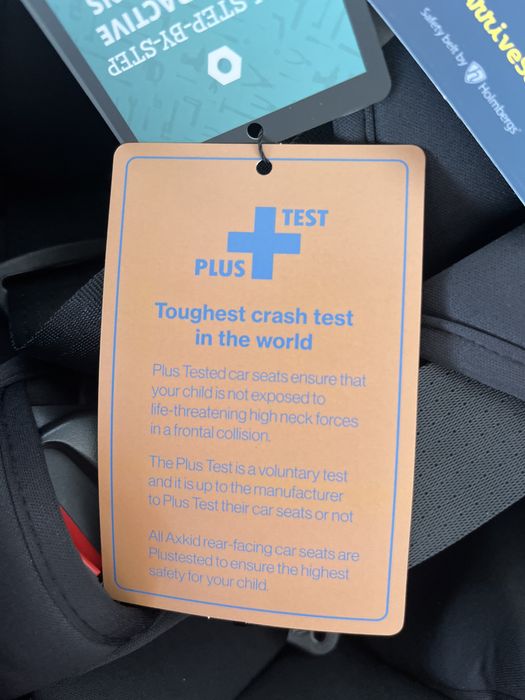 STEP-BY-STEP
TEST
PLUS
Toughest crash test
in the world
Plus Tested car seats ensure that
your child is not exposed to
life-threatening high neck forces
in a frontal collision.
The Plus Test is a voluntary test
and it is up to the manufacturer
to Plus Test their car seats or not
All Axkid rear-facing car seats are
Plustested to ensure the highest
safety for your child.
Safety belt by
Holmbergs